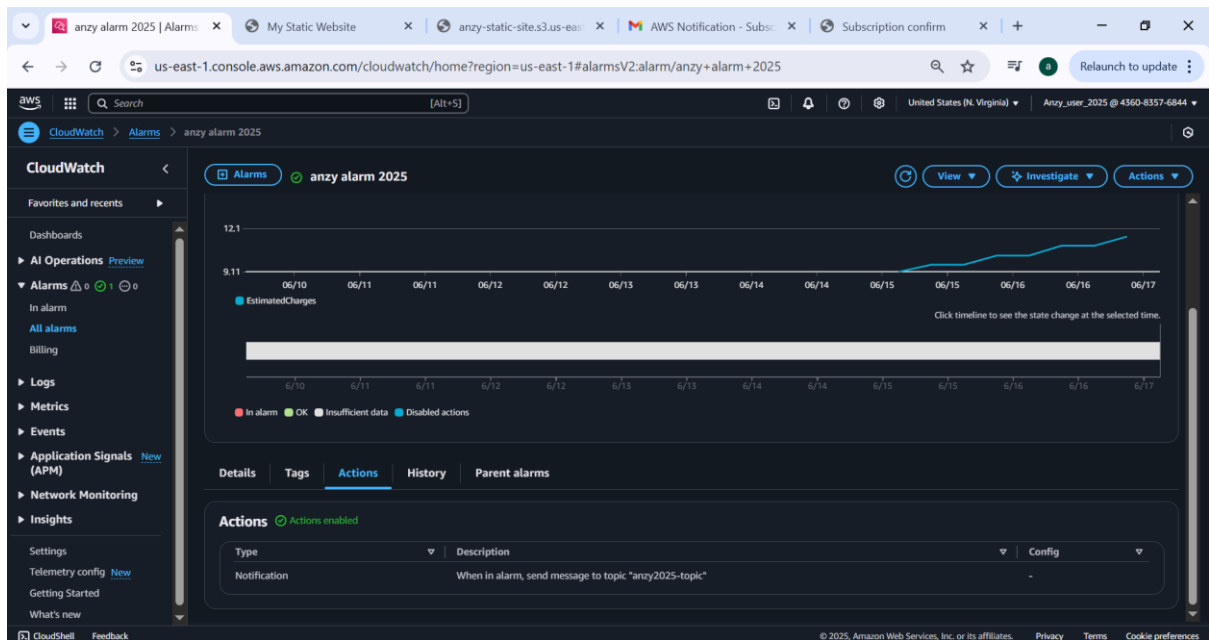 anzy alarm 2025 | Alarms
My Static Website
anzy-static-site.s3.us-eas
AWS Notification - Subsc
Subscription confirm
us-east-1.console.aws.amazon.com/cloudwatch/home?region=us-east-1#alarmsV2:alarm/anzy+alarm+2025
a
Relaunch to update
aws
Search
[Alt+S]
United States (N. Virginia)
Anzy_user_2025 @ 4360-8357-6844
CloudWatch > Alarms > anzy alarm 2025
CloudWatch
Favorites and recents
Dashboards
AI Operations Preview
Alarms 0 1 0
In alarm
All alarms
Billing
Logs
Metrics
Events
Application Signals New
(APM)
Network Monitoring
Insights
Settings
Telemetry config New
Getting Started
What's new
Alarms
anzy alarm 2025
View
Investigate
Actions
12.1
9.11
06/10 06/11 06/11 06/12 06/12 06/13 06/13 06/14 06/14 06/15 06/15 06/16 06/16 06/17
EstimatedCharges
Click timeline to see the state change at the selected time.
6/10 6/11 6/11 6/12 6/12 6/13 6/13 6/14 6/14 6/15 6/15 6/16 6/16 6/17
In alarm OK Insufficient data Disabled actions
Details Tags Actions History Parent alarms
Actions Actions enabled
Type Description Config
Notification When in alarm, send message to topic "anzy2025-topic" -
CloudShell Feedback
© 2025, Amazon Web Services, Inc. or its affiliates. Privacy Terms Cookie preferences